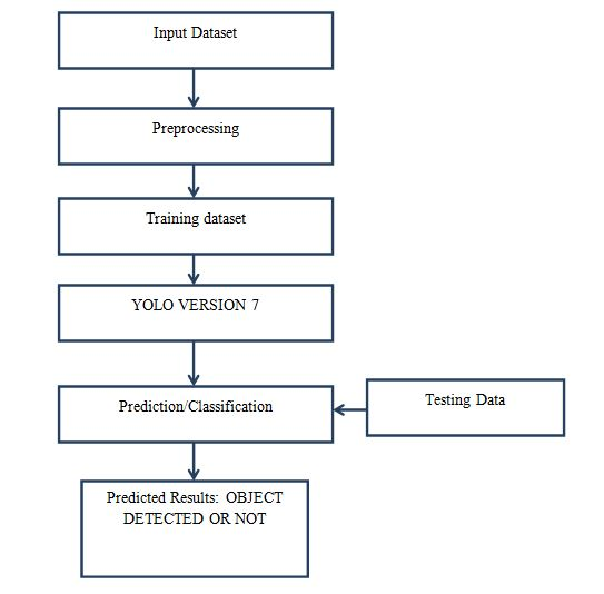 Input Dataset
Preprocessing
Training dataset
YOLO VERSION 7
Prediction/Classification
Testing Data
Predicted Results: OBJECT
DETECTED OR NOT